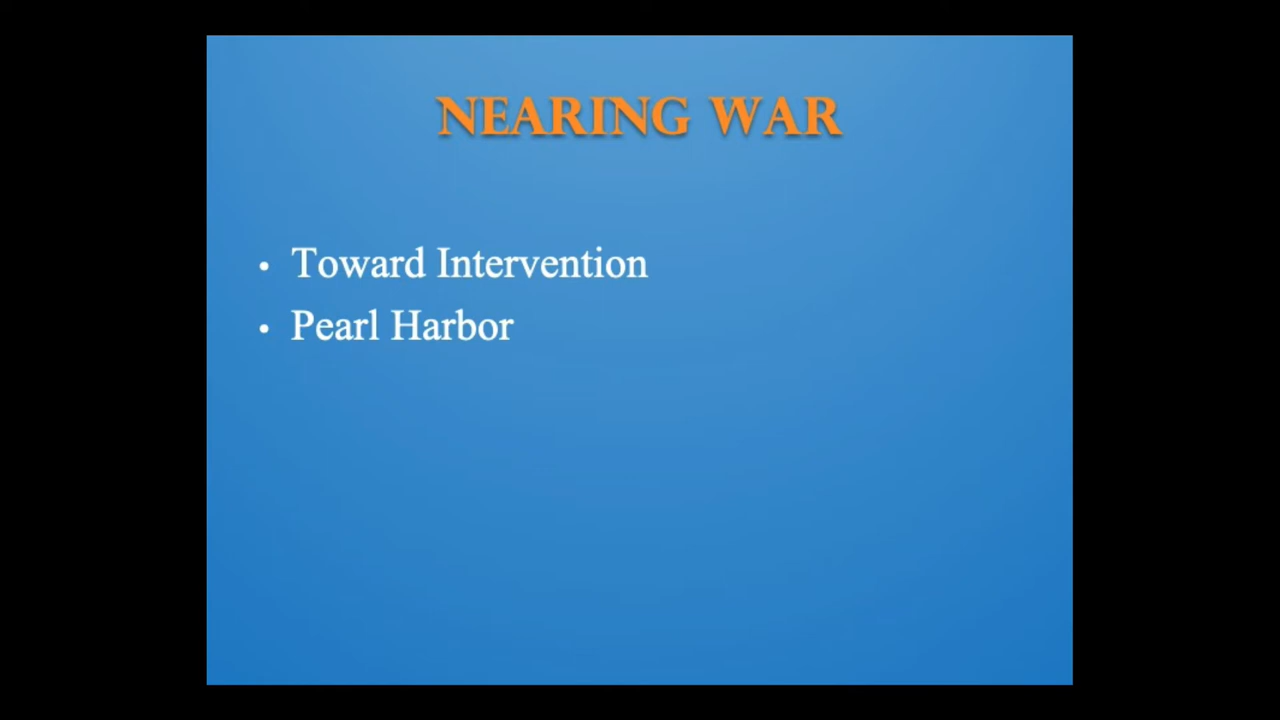 NEARING WAR
• Toward Intervention
• Pearl Harbor